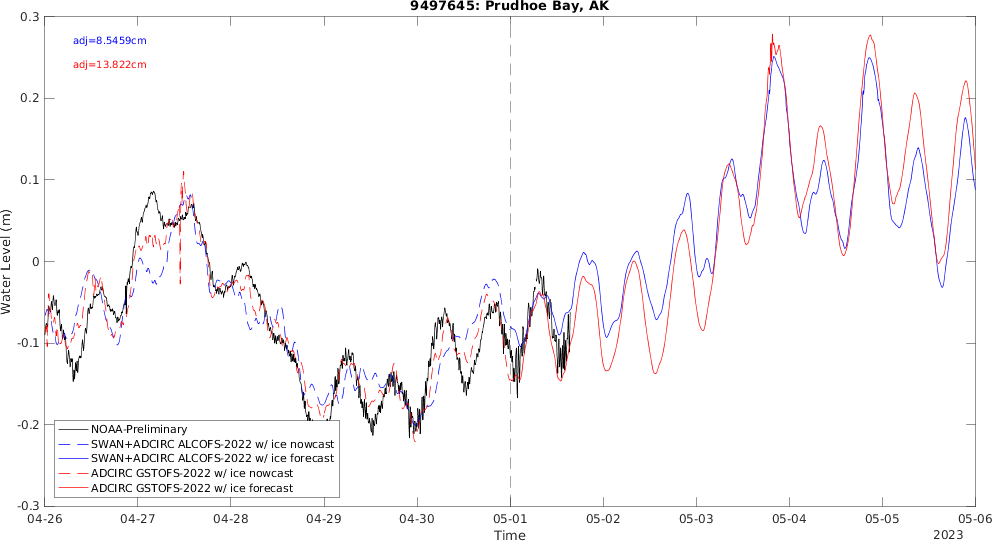 9497645: Prudhoe Bay, AK
adj=8.5459cm
adj=13.822cm
Water Level (m)
0.3
0.2
0.1
0
-0.1
-0.2
-0.3
NOAA-Preliminary
SWAN+ADCIRC ALCOFS-2022 w/ ice nowcast
SWAN+ADCIRC ALCOFS-2022 w/ ice forecast
ADCIRC GSTOFS-2022 w/ ice nowcast
ADCIRC GSTOFS-2022 w/ ice forecast
04-26 04-27 04-28 04-29 04-30 05-01 05-02 05-03 05-04 05-05 05-06
Time
2023